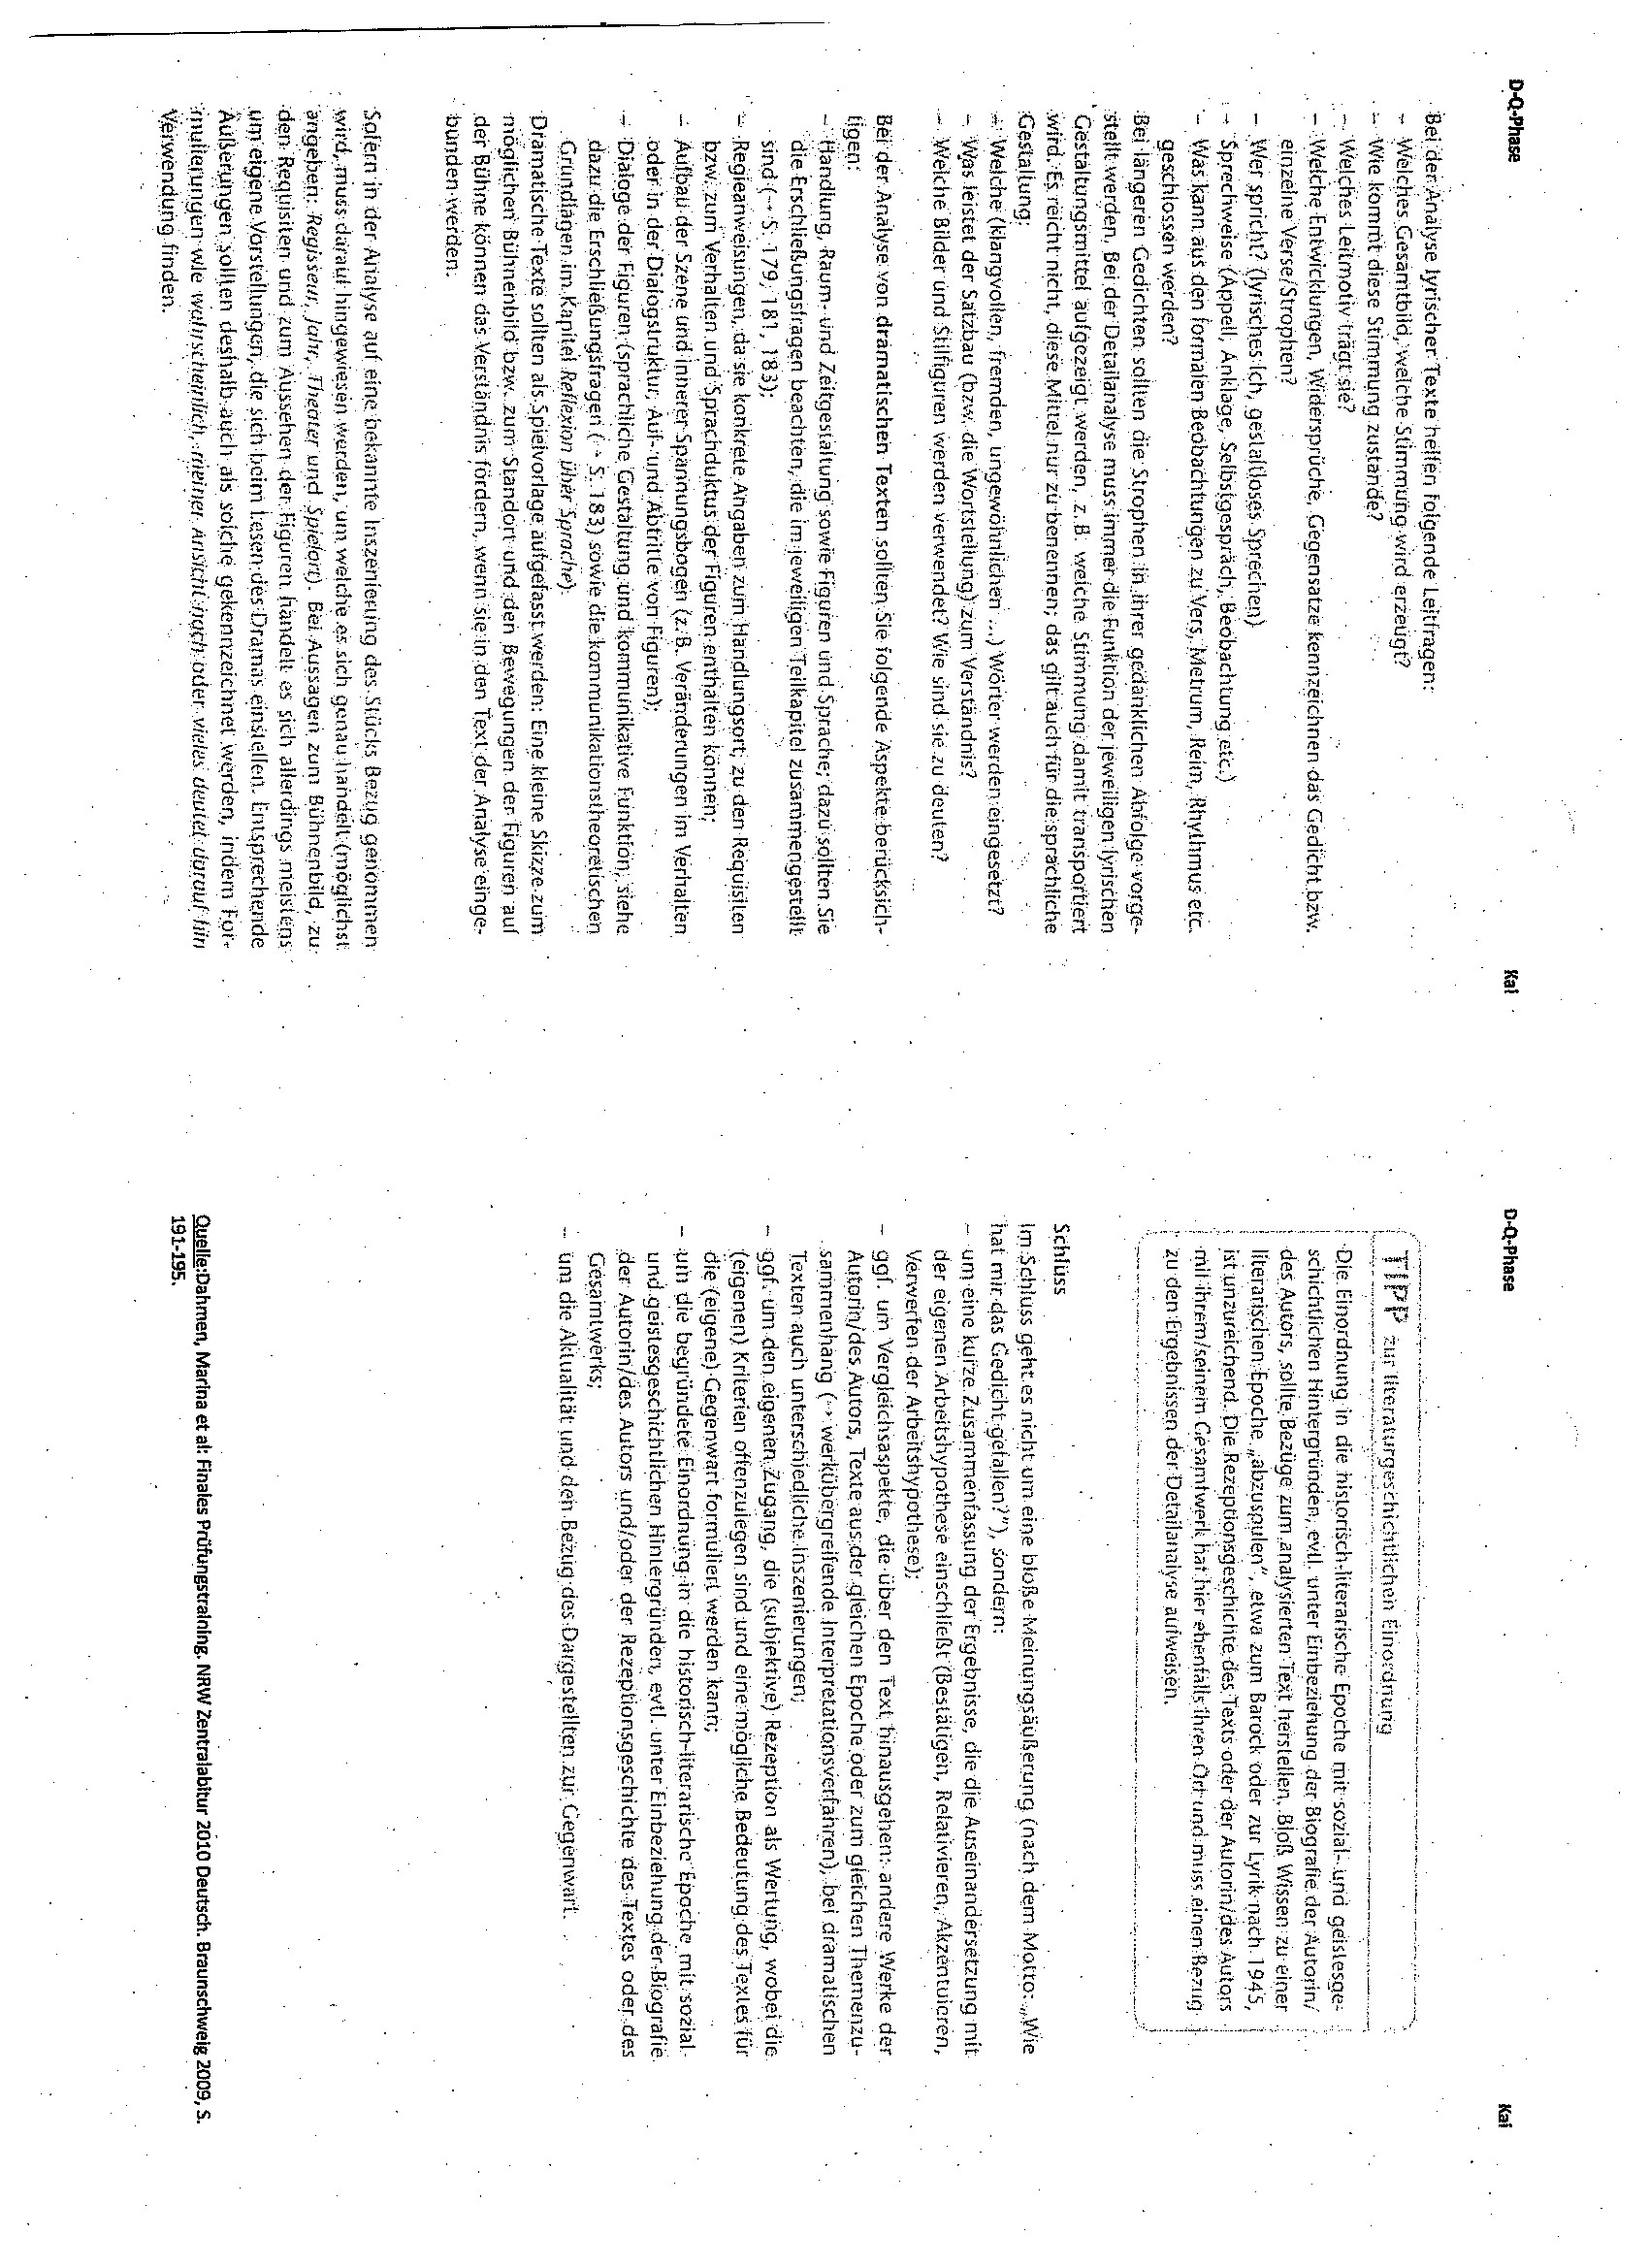 D-Q-Phase
Kai
Bei der Analyse lyrischer Texte helfen folgende Leitfragen:
– Welches Gesamtbild, welche Stimmung wird erzeugt?
– Wie kommt diese Stimmung zustande?
– Welches Leitmotiv trägt sie?
– Welche Entwicklungen, Widersprüche, Gegensätze kennzeichnen das Gedicht bzw.
einzelne Verse/Strophen?
– Wer spricht? (lyrisches Ich, gestaltloses Sprechen)
– Sprechweise (Appell, Anklage, Selbstgespräch, Beobachtung etc.)
– Was kann aus den formalen Beobachtungen zu Vers, Metrum, Reim, Rhythmus etc.
geschlossen werden?
Bei längeren Gedichten sollten die Strophen in ihrer gedanklichen Abfolge vorge-
stellt werden. Bei der Detailanalyse muss immer die Funktion der jeweiligen lyrischen
Gestaltungsmittel aufgezeigt werden, z. B. welche Stimmung damit transportiert
wird. Es reicht nicht, diese Mittel nur zu benennen; das gilt auch für die sprachliche
Gestaltung:
– Welche (klangvollen, fremden, ungewöhnlichen ...) Wörter werden eingesetzt?
– Was leistet der Satzbau (bzw. die Wortstellung) zum Verständnis?
– Welche Bilder und Stilfiguren werden verwendet? Wie sind sie zu deuten?
Bei der Analyse von dramatischen Texten sollten Sie folgende Aspekte berücksich-
tigen:
– Handlung, Raum- und Zeitgestaltung sowie Figuren und Sprache; dazu sollten Sie
die Erschließungsfragen beachten, die im jeweiligen Teilkapitel zusammengestellt
sind (→ S. 179, 181, 183);
– Regieanweisungen, da sie konkrete Angaben zum Handlungsort, zu den Requisiten
bzw. zum Verhalten und Sprachduktus der Figuren enthalten können;
– Aufbau der Szene und innerer Spannungsbogen (z. B. Veränderungen im Verhalten
oder in der Dialogstruktur, Auf- und Abtritte von Figuren);
– Dialoge der Figuren (sprachliche Gestaltung und kommunikative Funktion, siehe
dazu die Erschließungsfragen (→ S. 183) sowie die kommunikationstheoretischen
Grundlagen im Kapitel Reflexion über Sprache).
Dramatische Texte sollten als Spielvorlage aufgefasst werden: Eine kleine Skizze zum
möglichen Bühnenbild bzw. zum Standort und den Bewegungen der Figuren auf
der Bühne können das Verständnis fördern, wenn sie in den Text der Analyse einge-
bunden werden.
Sofern in der Analyse auf eine bekannte Inszenierung des Stücks Bezug genommen
wird, muss darauf hingewiesen werden, um welche es sich genau handelt (möglichst
angeben: Regisseur, Jahr, Theater und Spielort). Bei Aussagen zum Bühnenbild, zu
den Requisiten und zum Aussehen der Figuren handelt es sich allerdings meistens
um eigene Vorstellungen, die sich beim Lesen des Dramas einstellen. Entsprechende
Äußerungen sollten deshalb auch als solche gekennzeichnet werden, indem For-
mulierungen wie wahrscheinlich, meiner Ansicht nach oder vieles deutet darauf hin
Verwendung finden.
D-Q-Phase
Kai
TIPP zur literaturgeschichtlichen Einordnung
Die Einordnung in die historisch-literarische Epoche mit sozial- und geistesge-
schichtlichen Hintergründen, evtl. unter Einbeziehung der Biografie der Autorin/
des Autors, sollte Bezüge zum analysierten Text herstellen. Bloß Wissen zu einer
literarischen Epoche „abzuspulen“, etwa zum Barock oder zur Lyrik nach 1945,
ist unzureichend. Die Rezeptionsgeschichte des Texts oder der Autorin/des Autors
mit ihrem/seinem Gesamtwerk hat hier ebenfalls ihren Ort und muss einen Bezug
zu den Ergebnissen der Detailanalyse aufweisen.
Schluss
Im Schluss geht es nicht um eine bloße Meinungsäußerung (nach dem Motto: „Wie
hat mir das Gedicht gefallen?“), sondern:
– um eine kurze Zusammenfassung der Ergebnisse, die die Auseinandersetzung mit
der eigenen Arbeitshypothese einschließt (Bestätigen, Relativieren, Akzentuieren,
Verwerfen der Arbeitshypothese);
– ggf. um Vergleichsaspekte, die über den Text hinausgehen: andere Werke der
Autorin/des Autors, Texte aus der gleichen Epoche oder zum gleichen Themenzu-
sammenhang (→ werkübergreifende Interpretationsverfahren), bei dramatischen
Texten auch unterschiedliche Inszenierungen;
– ggf. um den eigenen Zugang, die (subjektive) Rezeption als Wertung, wobei die
(eigenen) Kriterien offenzulegen sind und eine mögliche Bedeutung des Textes für
die (eigene) Gegenwart formuliert werden kann;
– um die begründete Einordnung in die historisch-literarische Epoche mit sozial-
und geistesgeschichtlichen Hintergründen, evtl. unter Einbeziehung der Biografie
der Autorin/des Autors und/oder der Rezeptionsgeschichte des Textes oder des
Gesamtwerks;
– um die Aktualität und den Bezug des Dargestellten zur Gegenwart.
Quelle:Dahmen, Marina et al: Finales Prüfungstraining. NRW Zentralabitur 2010 Deutsch. Braunschweig 2009, S.
191-195.